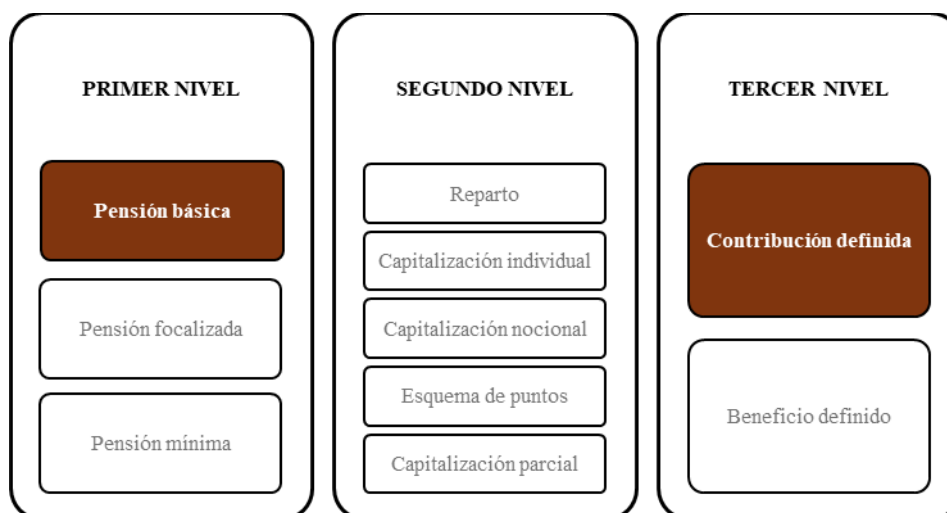 PRIMER NIVEL
Pensión básica
Pensión focalizada
Pensión mínima
SEGUNDO NIVEL
Reparto
Capitalización individual
Capitalización nocional
Esquema de puntos
Capitalización parcial
TERCER NIVEL
Contribución definida
Beneficio definido